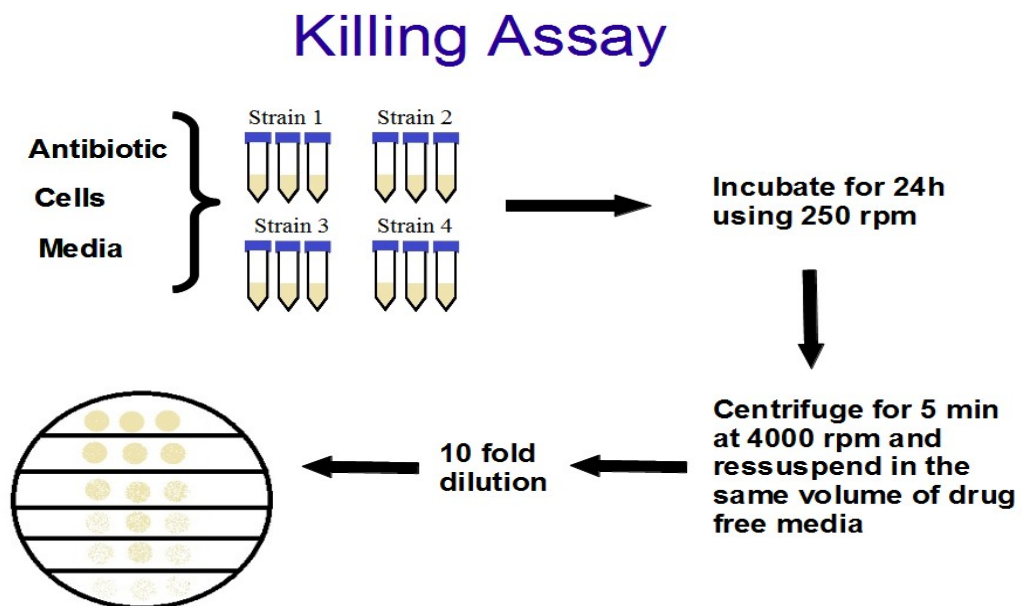 Killing Assay
Antibiotic
Cells
Media
Strain 1
Strain 2
Strain 3
Strain 4
Incubate for 24h
using 250 rpm
Centrifuge for 5 min
at 4000 rpm and
ressuspend in the
same volume of drug
free media
10 fold
dilution